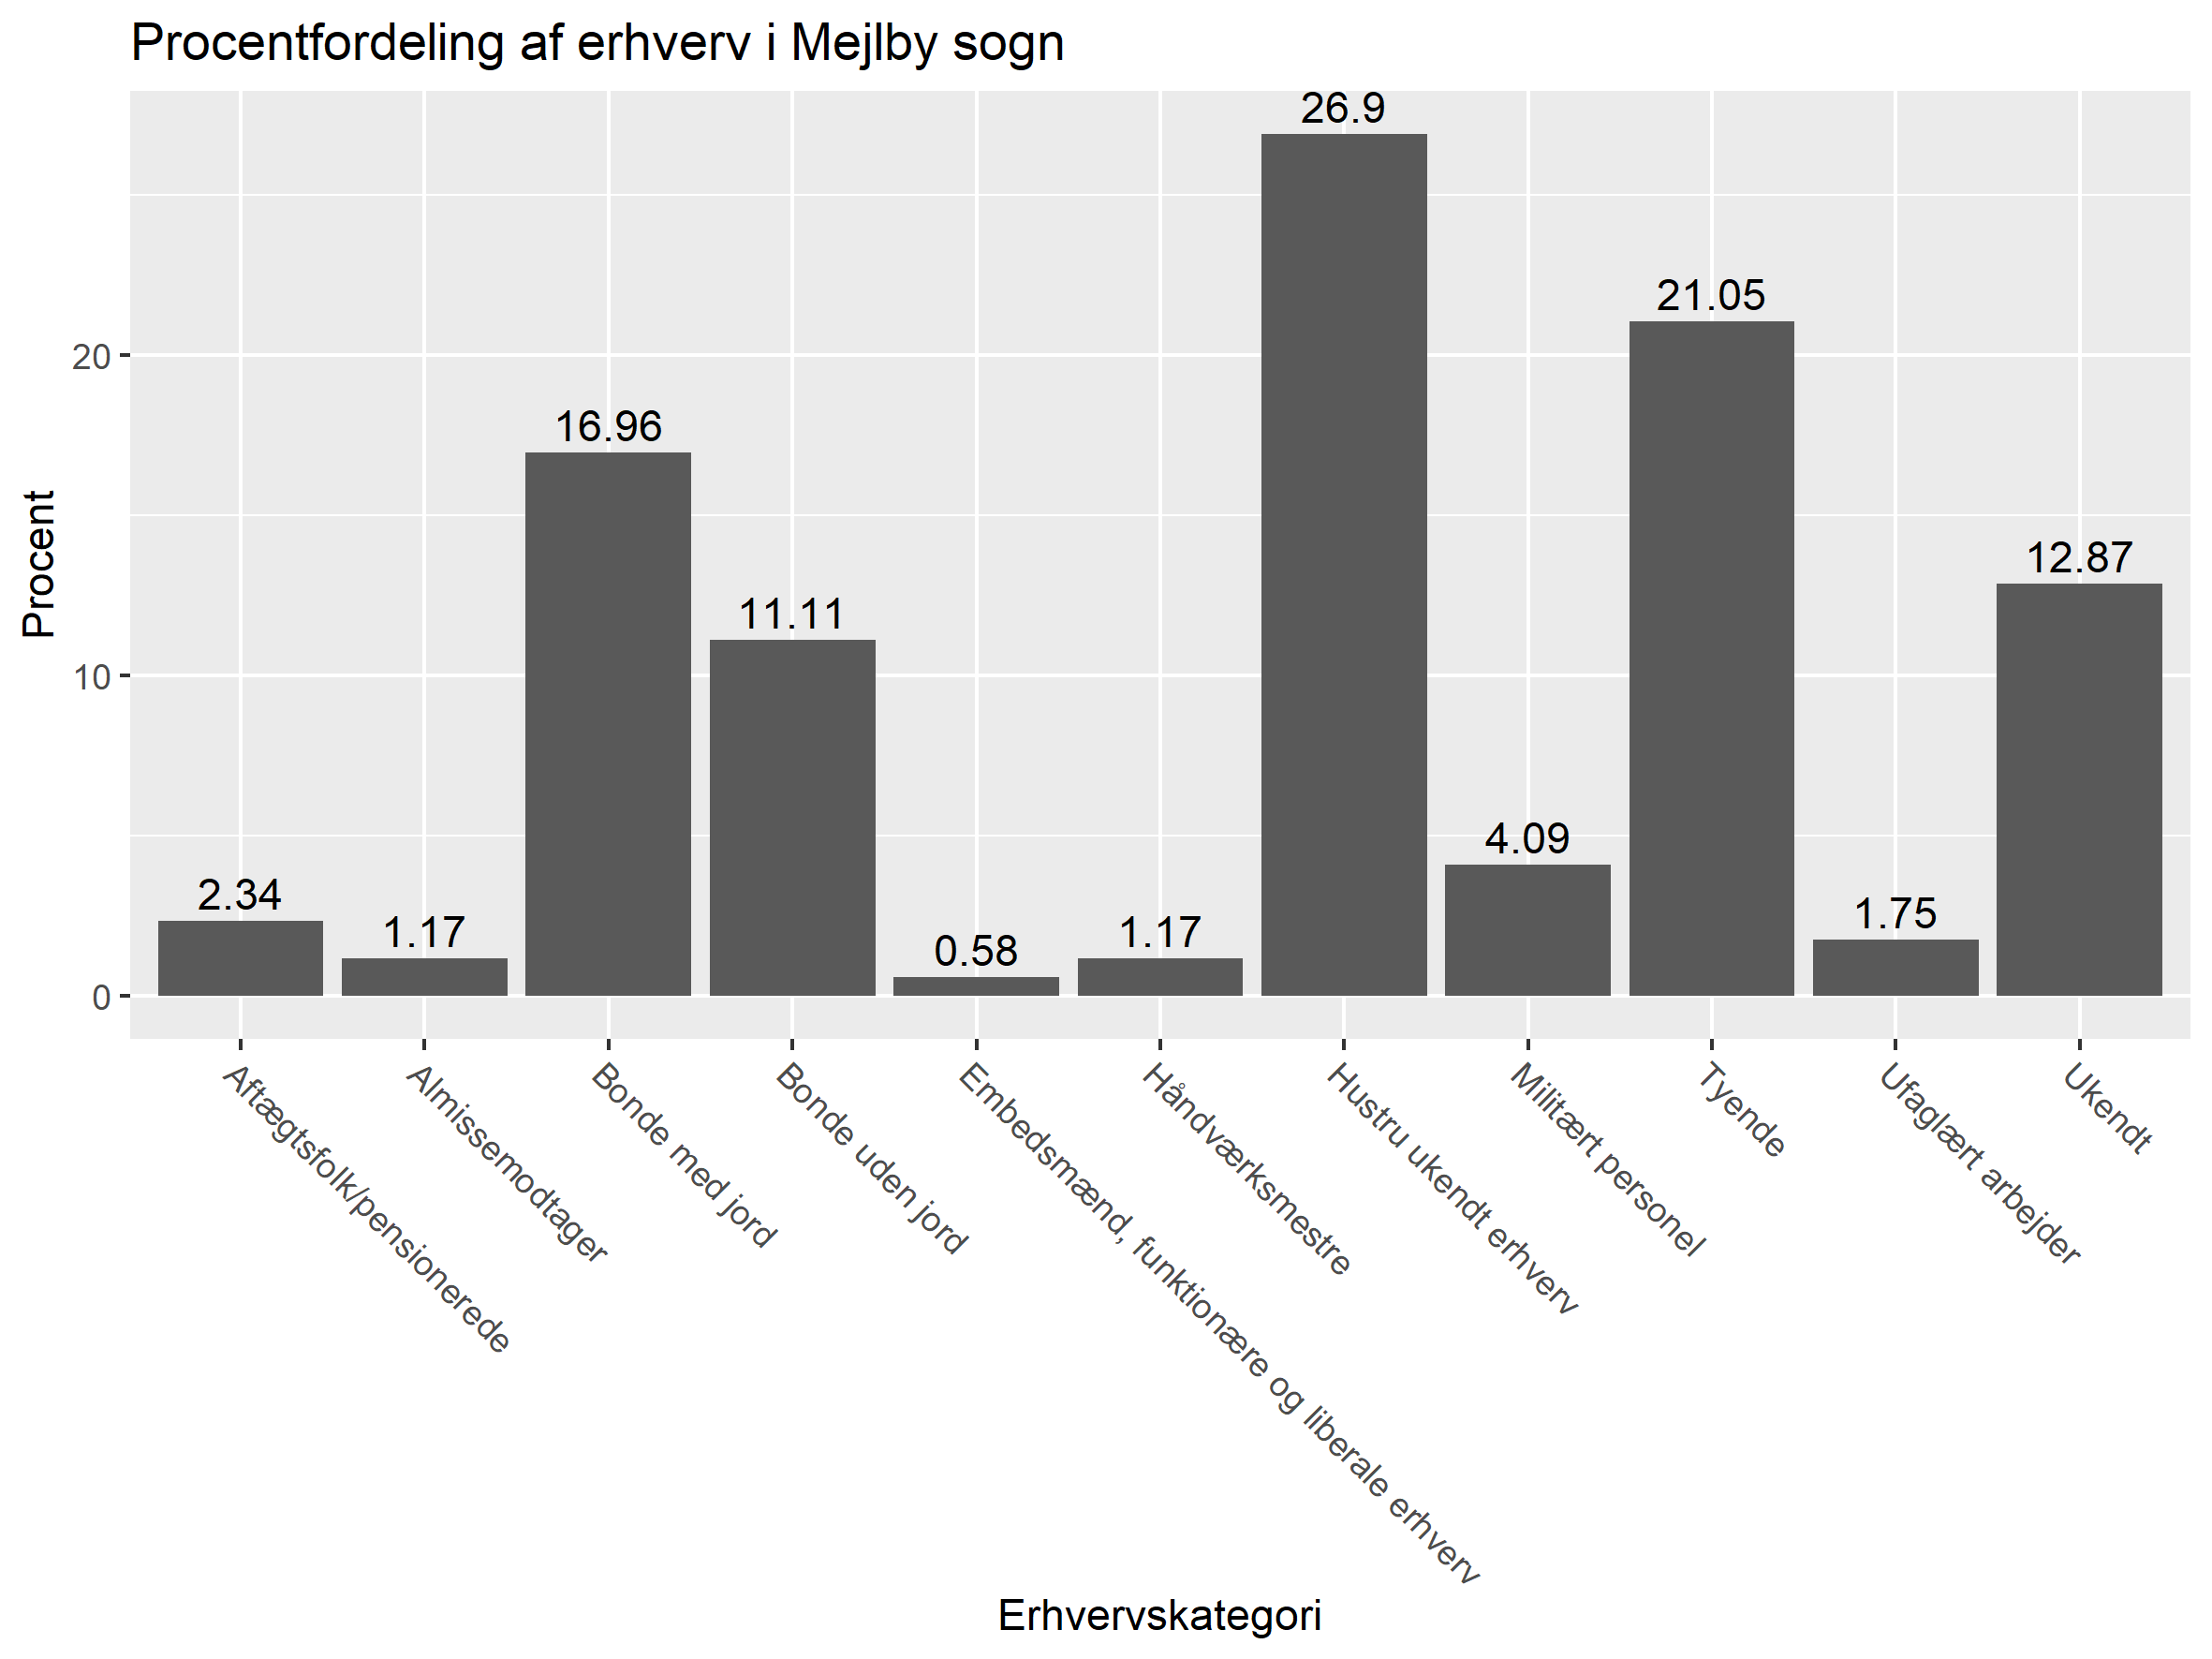 Procentfordeling af erhverv i Mejlby sogn
26.9
21.05
20
16.96
12.87
11.11
10
4.09
2.34
1.75
1.17
1.17
0.58
0
Procent
Aftægtsfolk/pensionerede
Almissemodtager
Bonde med jord
Bonde uden jord
Embedsmænd, funktionære og liberale erhverv
Håndværksmestre
Hustru ukendt erhverv
Militært personel
Tyende
Ufaglært arbejder
Ukendt
Erhvervskategori